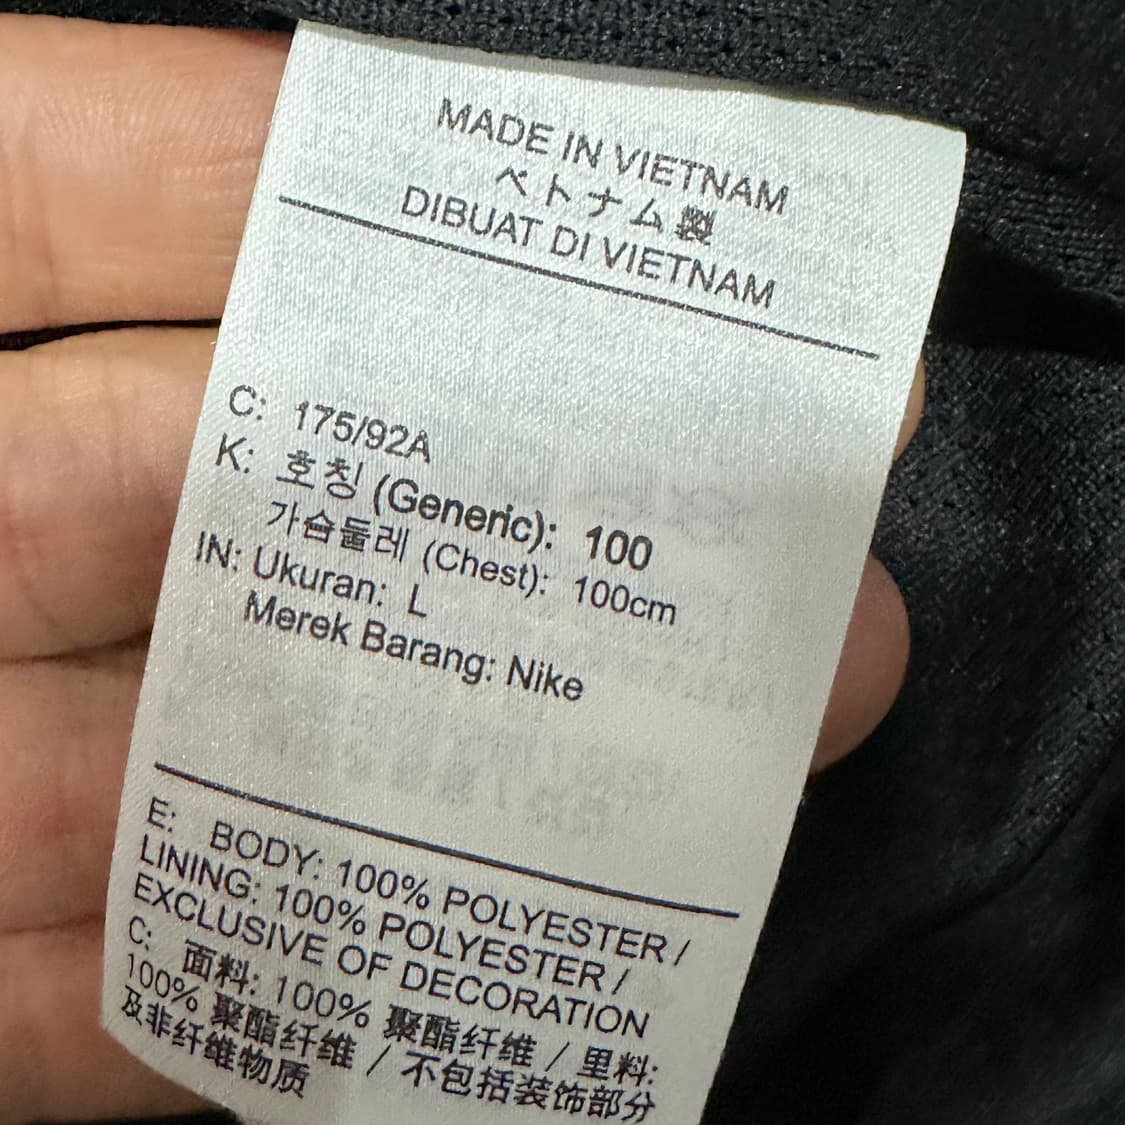 MADE IN VIETNAM
ベトナム製
DIBUAT DI VIETNAM
C: 175/92A
K: 호칭 (Generic): 100
가슴둘레 (Chest): 100cm
IN: Ukuran: L
Merek Barang: Nike
E: BODY: 100% POLYESTER /
LINING: 100% POLYESTER /
EXCLUSIVE OF DECORATION
C: 面料: 100% 聚酯纤维 / 里料:
100% 聚酯纤维 / 不包括装饰部分
及非纤维物质